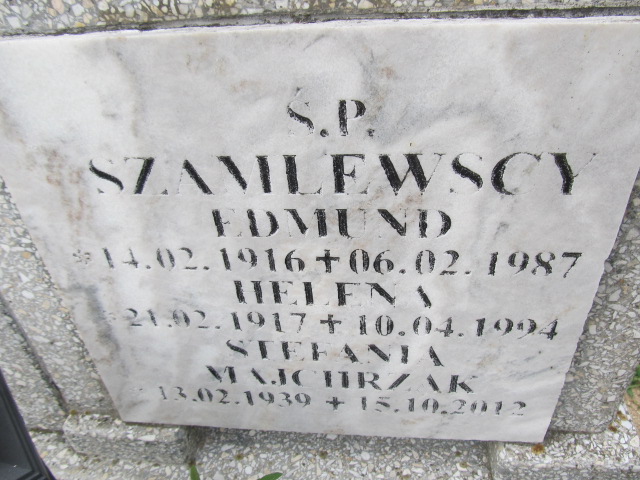 Ś.P.
SZAMLEWSCY
EDMUND
*14.02.1916 + 06.02.1987
HELENA
21.02.1917 + 10.04.1994
STEFANIA
MAJCHRZAK
13.02.1939 + 15.10.2012